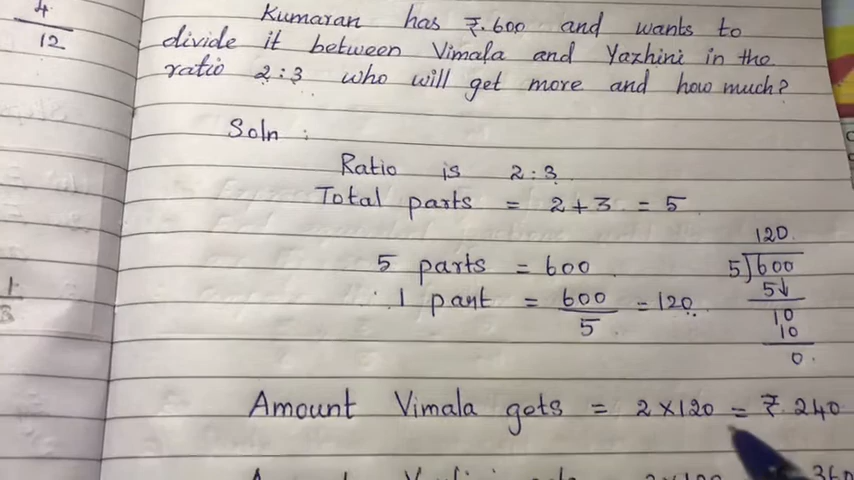 4
12
Kumaran has ₹.600 and wants to
divide it between Vimala and Yazhini in the
ratio 2:3 who will get more and how much?
Soln :
Ratio is 2:3
Total parts = 2+3 = 5
120
5 parts = 600 5)600
5↓
1 part = 600 = 120
5
10
10
0
Amount Vimala gets = 2×120 = ₹.240
360